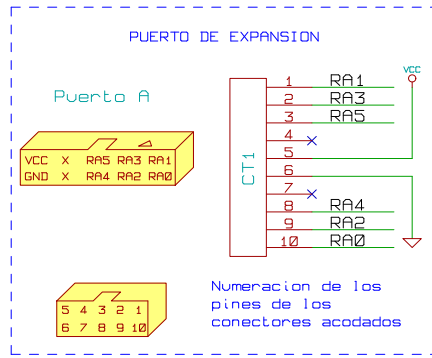 PUERTO DE EXPANSION
Puerto A
VCC X RA5 RA3 RA1
GND X RA4 RA2 RA0
CT1
1 RA1
2 RA3
3 RA5
4
5
6
7
8 RA4
9 RA2
10 RA0
VCC
5 4 3 2 1
6 7 8 9 10
Numeracion de los
pines de los
conectores acodados